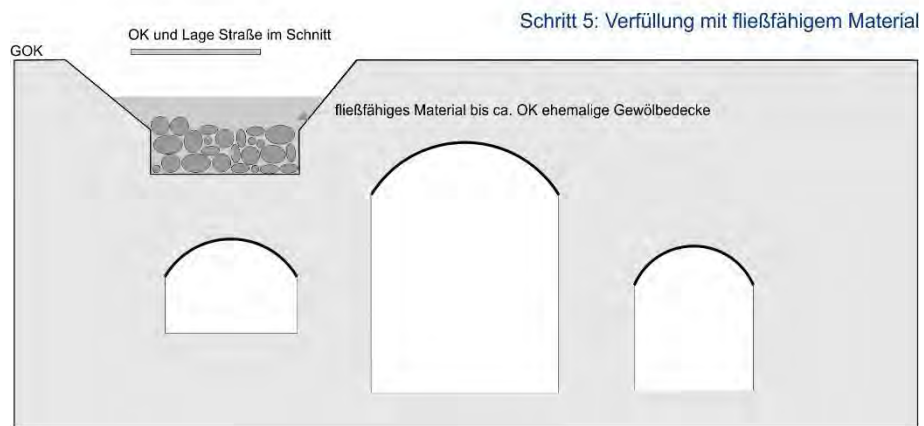 Schritt 5: Verfüllung mit fließfähigem Material
OK und Lage Straße im Schnitt
GOK
fließfähiges Material bis ca. OK ehemalige Gewölbedecke